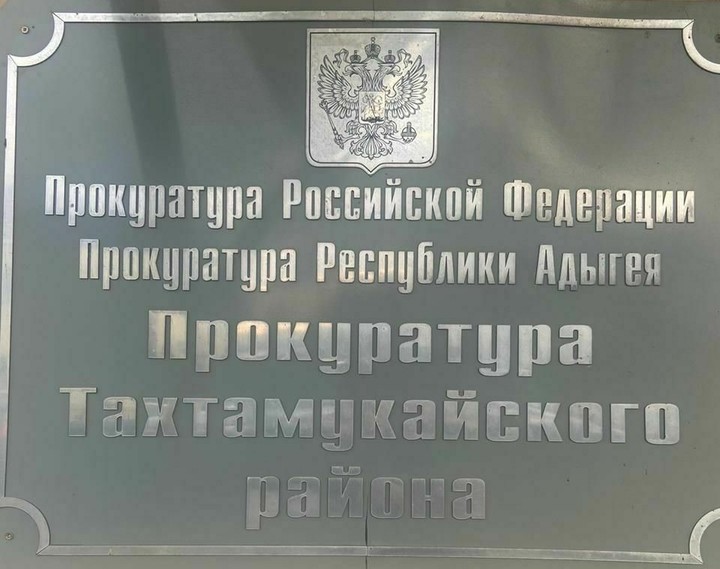 Прокуратура Российской Федерации
Прокуратура Республики Адыгея
Прокуратура
Тахтамукайского
района